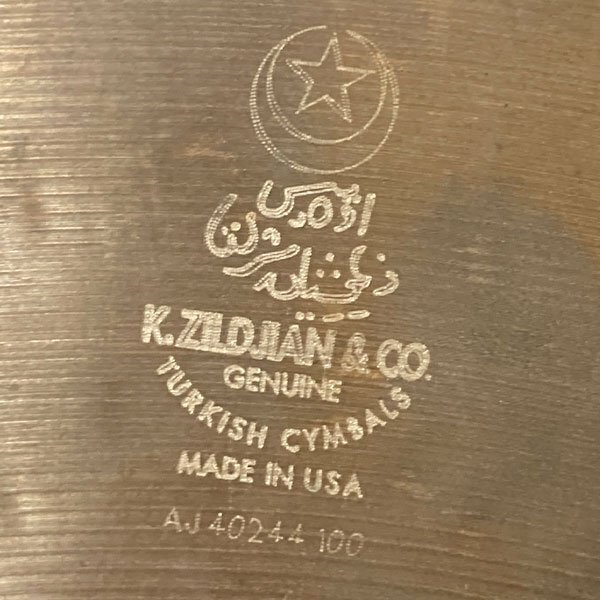 K. ZILDJIAN & CO.
GENUINE
TURKISH CYMBALS
MADE IN USA
AJ 40244 100